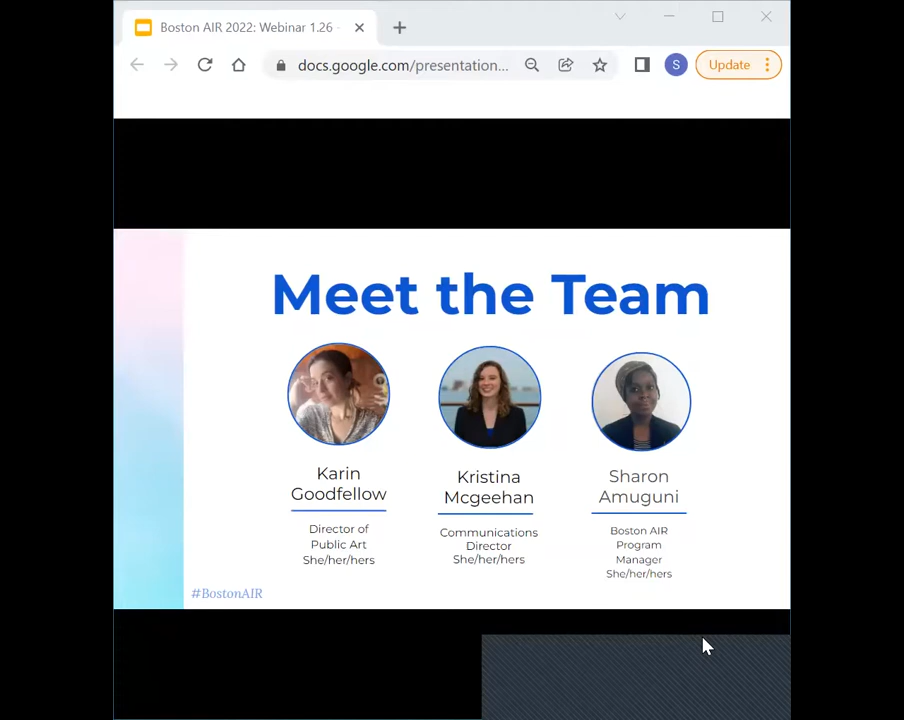 Boston AIR 2022: Webinar 1.26 -
docs.google.com/presentation...
S
Update
Meet the Team
Karin
Goodfellow
Director of
Public Art
She/her/hers
Kristina
Mcgeehan
Communications
Director
She/her/hers
Sharon
Amuguni
Boston AIR
Program
Manager
She/her/hers
#BostonAIR